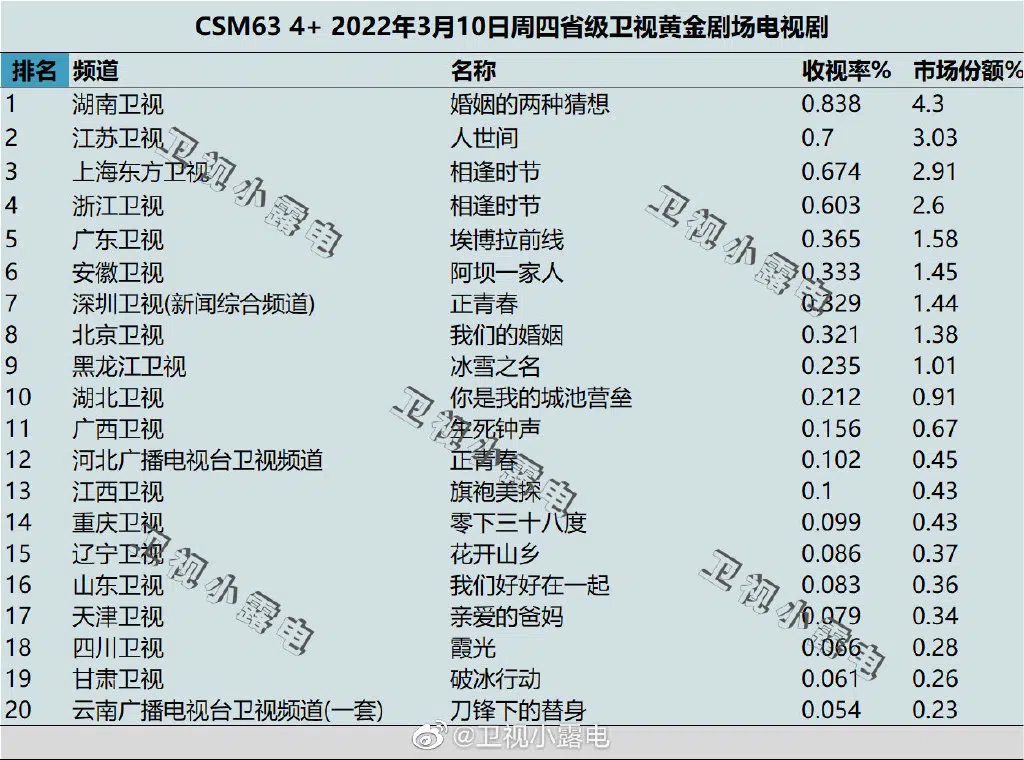 CSM63 4+ 2022年3月10日周四省级卫视黄金剧场电视剧
排名 频道 名称 收视率% 市场份额%
1 湖南卫视 婚姻的两种猜想 0.838 4.3
2 江苏卫视 人世间 0.7 3.03
3 上海东方卫视 相逢时节 0.674 2.91
4 浙江卫视 相逢时节 0.603 2.6
5 广东卫视 埃博拉前线 0.365 1.58
6 安徽卫视 阿坝一家人 0.333 1.45
7 深圳卫视(新闻综合频道) 正青春 0.329 1.44
8 北京卫视 我们的婚姻 0.321 1.38
9 黑龙江卫视 冰雪之名 0.235 1.01
10 湖北卫视 你是我的城池营垒 0.212 0.91
11 广西卫视 生死钟声 0.156 0.67
12 河北广播电视台卫视频道 正青春 0.102 0.45
13 江西卫视 旗袍美探 0.1 0.43
14 重庆卫视 零下三十八度 0.099 0.43
15 辽宁卫视 花开山乡 0.086 0.37
16 山东卫视 我们好好在一起 0.083 0.36
17 天津卫视 亲爱的爸妈 0.079 0.34
18 四川卫视 霞光 0.066 0.28
19 甘肃卫视 破冰行动 0.061 0.26
20 云南广播电视台卫视频道(一套) 刀锋下的替身 0.054 0.23
卫视小露电
卫视小露电
卫视小露电
卫视小露电
卫视小露电
@卫视小露电